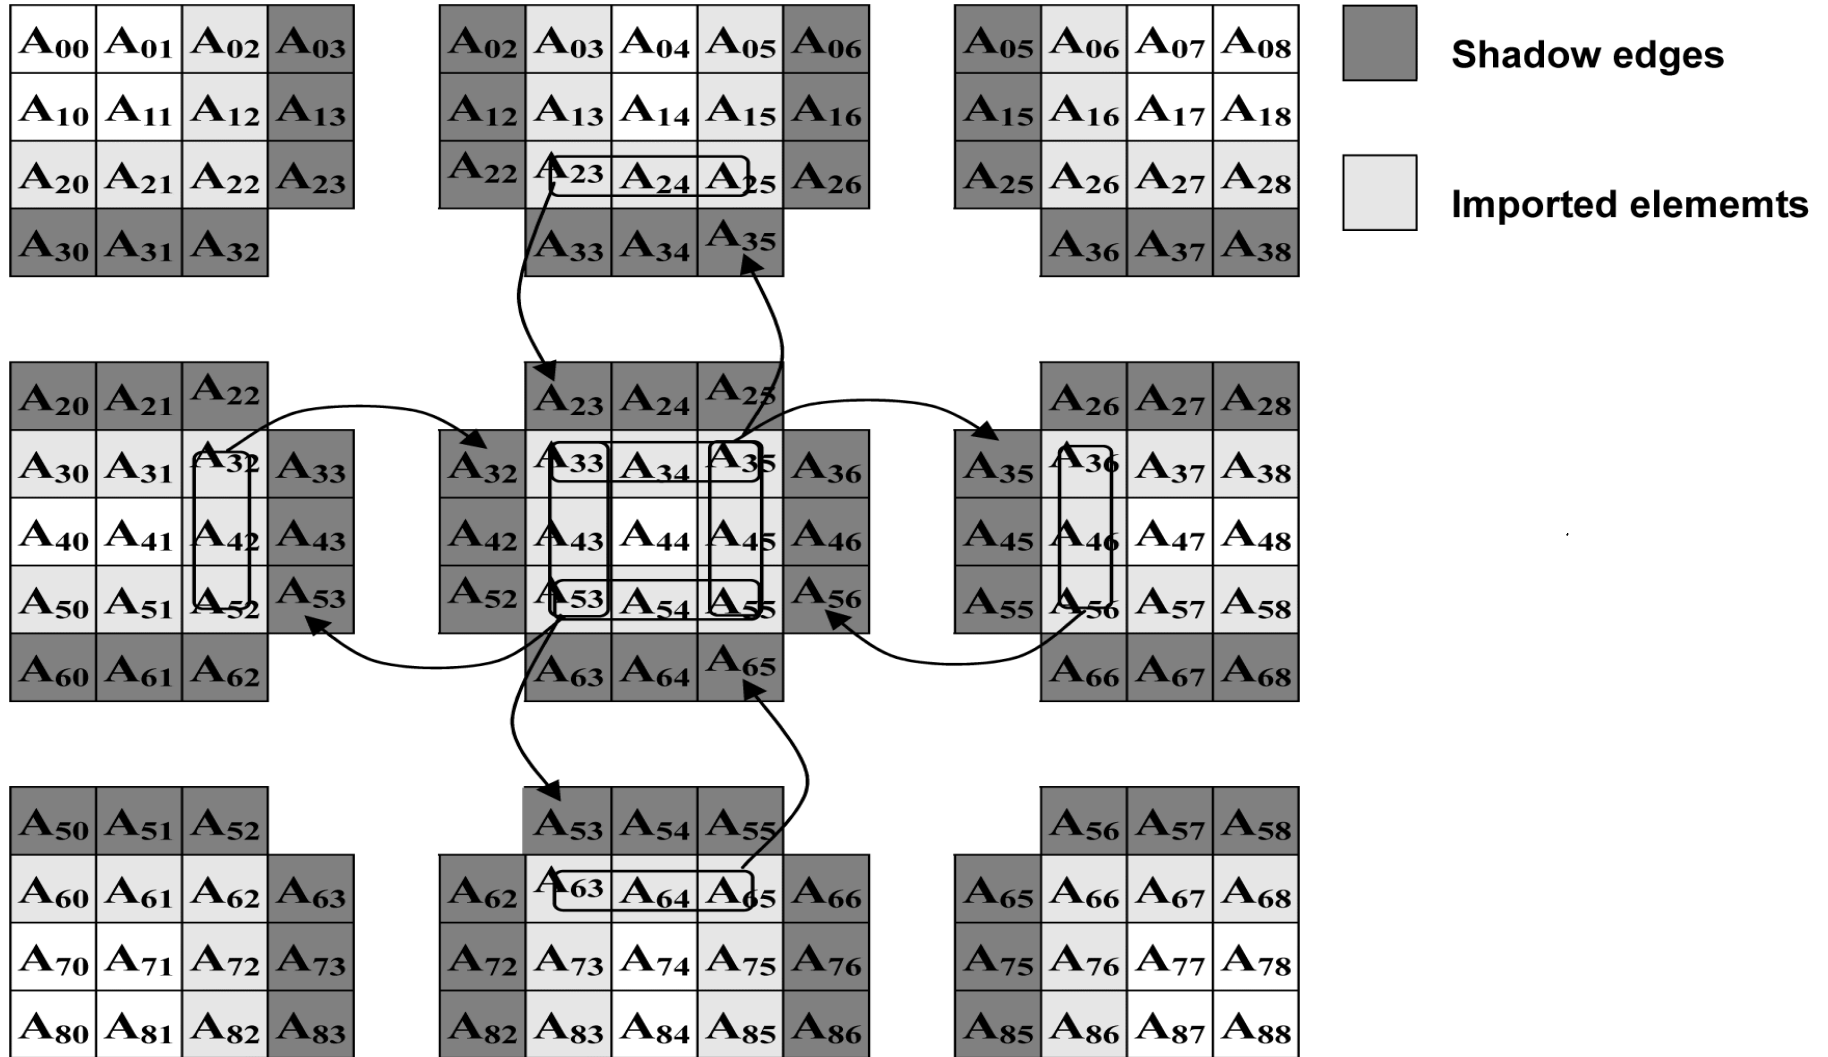 A00 A01 A02 A03 A02 A03 A04 A05 A06 A05 A06 A07 A08 Shadow edges
A10 A11 A12 A13 A12 A13 A14 A15 A16 A15 A16 A17 A18
A20 A21 A22 A23 A22 A23 A24 A25 A26 A25 A26 A27 A28 Imported elememts
A30 A31 A32 A33 A34 A35 A36 A37 A38
A20 A21 A22 A23 A24 A25 A26 A27 A28
A30 A31 A32 A33 A32 A33 A34 A35 A36 A35 A36 A37 A38
A40 A41 A42 A43 A42 A43 A44 A45 A46 A45 A46 A47 A48
A50 A51 A52 A53 A52 A53 A54 A55 A56 A55 A56 A57 A58
A60 A61 A62 A63 A64 A65 A66 A67 A68
A50 A51 A52 A53 A54 A55 A56 A57 A58
A60 A61 A62 A63 A62 A63 A64 A65 A66 A65 A66 A67 A68
A70 A71 A72 A73 A72 A73 A74 A75 A76 A75 A76 A77 A78
A80 A81 A82 A83 A82 A83 A84 A85 A86 A85 A86 A87 A88